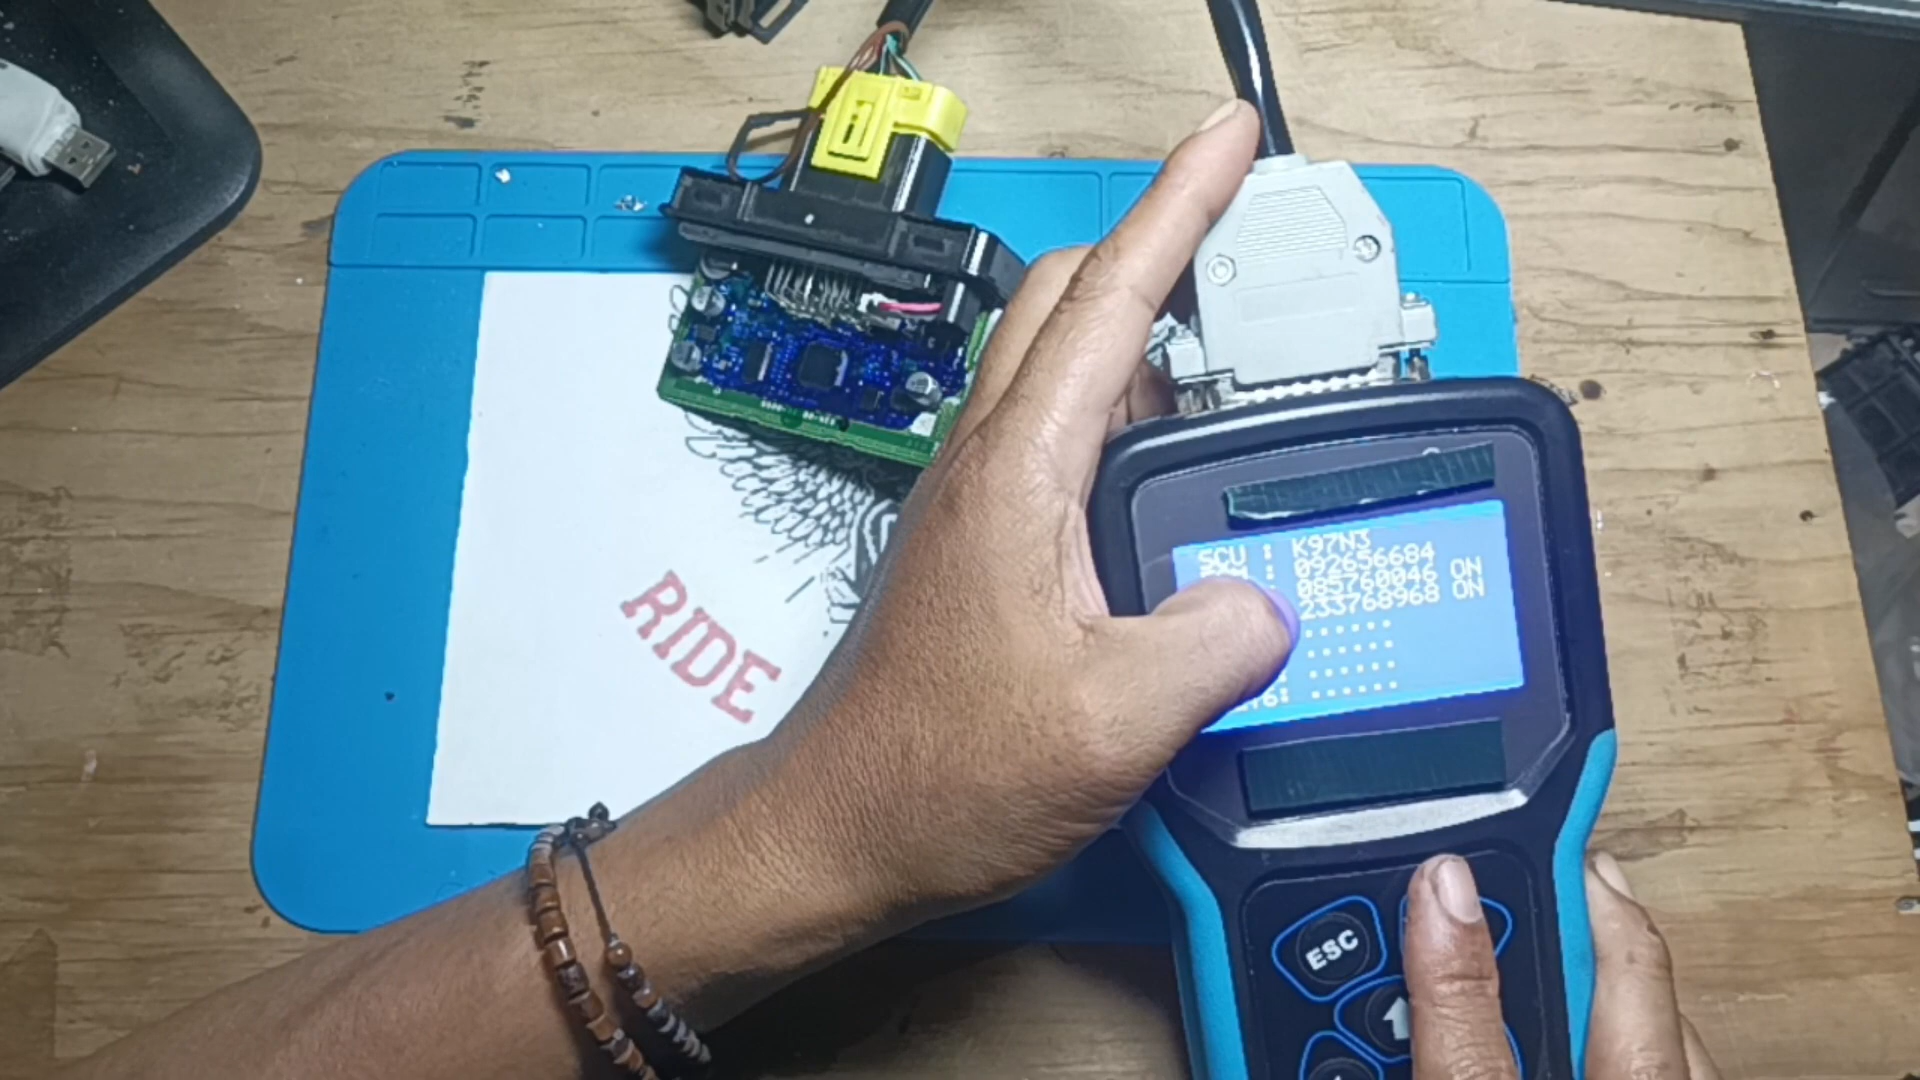 SCU : K97N3
: 092656684
085760046 ON
233768968 ON
......
......
......
: ......
RIDE
ESC